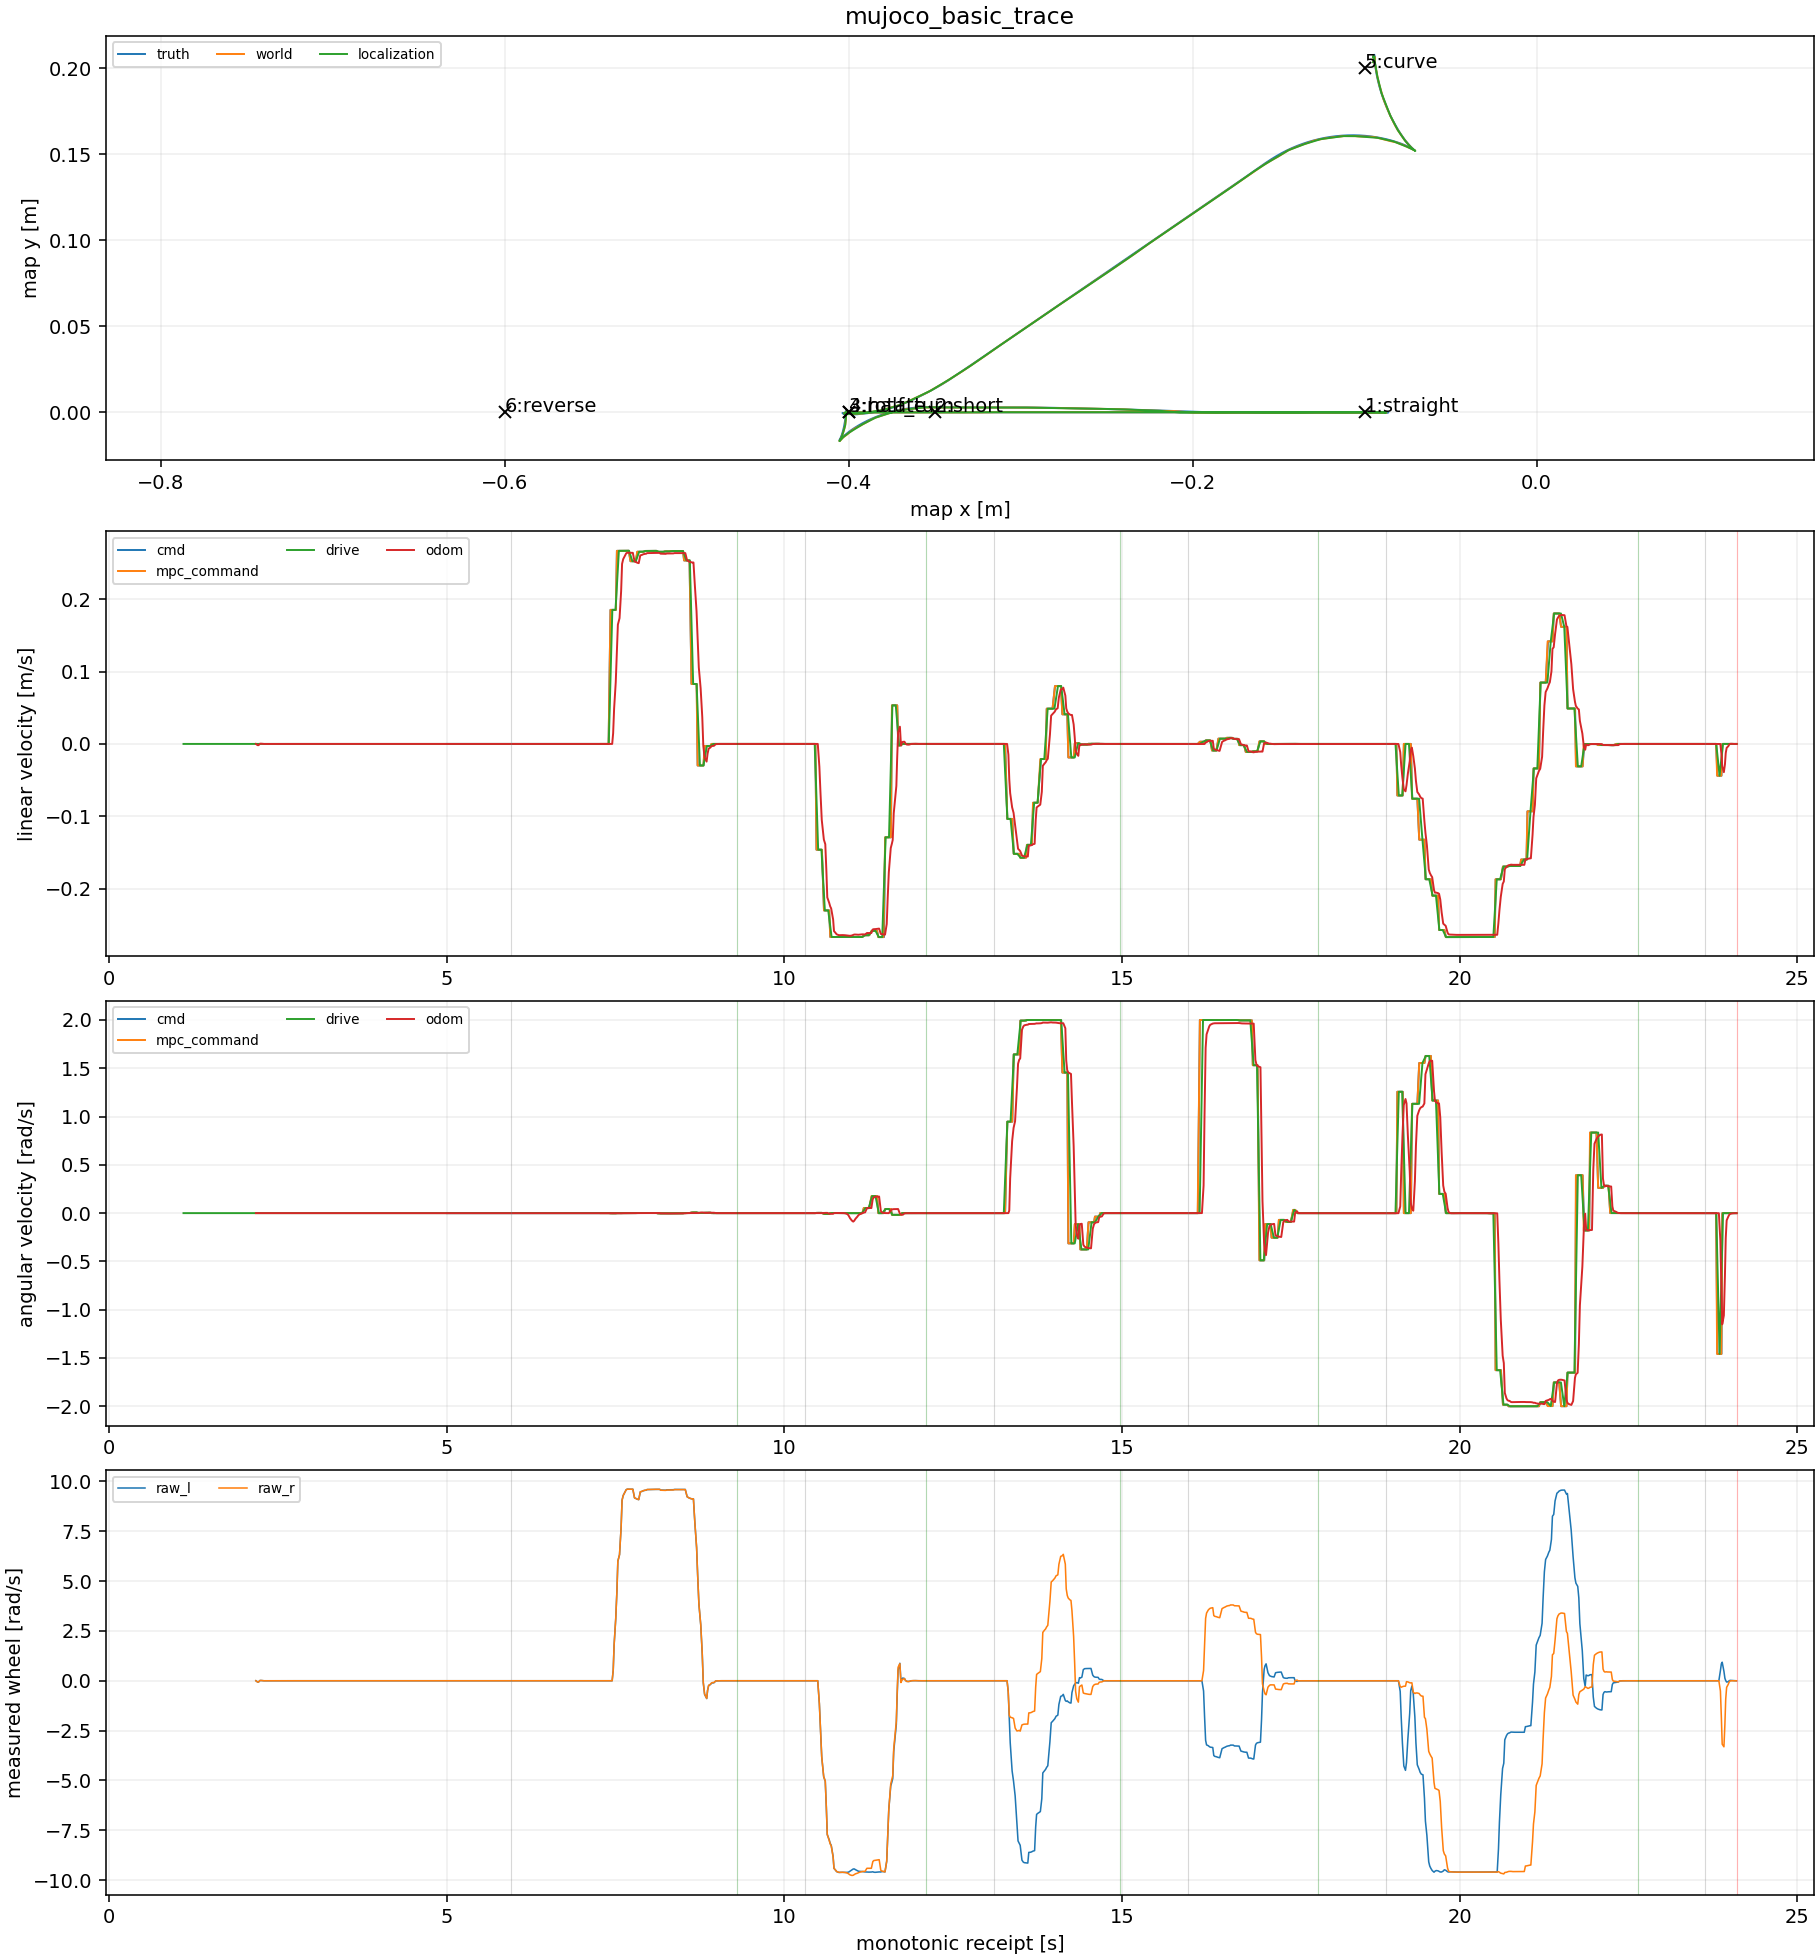 mujoco_basic_trace
truth world localization
5:curve
6:reverse
2:short
1:straight
0.20
0.15
0.10
0.05
0.00
map y [m]
−0.8 −0.6 −0.4 −0.2 0.0
map x [m]
cmd drive odom
mpc_command
0.2
0.1
0.0
−0.1
−0.2
linear velocity [m/s]
0 5 10 15 20 25
cmd drive odom
mpc_command
2.0
1.5
1.0
0.5
0.0
−0.5
−1.0
−1.5
−2.0
angular velocity [rad/s]
0 5 10 15 20 25
raw_l raw_r
10.0
7.5
5.0
2.5
0.0
−2.5
−5.0
−7.5
−10.0
measured wheel [rad/s]
0 5 10 15 20 25
monotonic receipt [s]